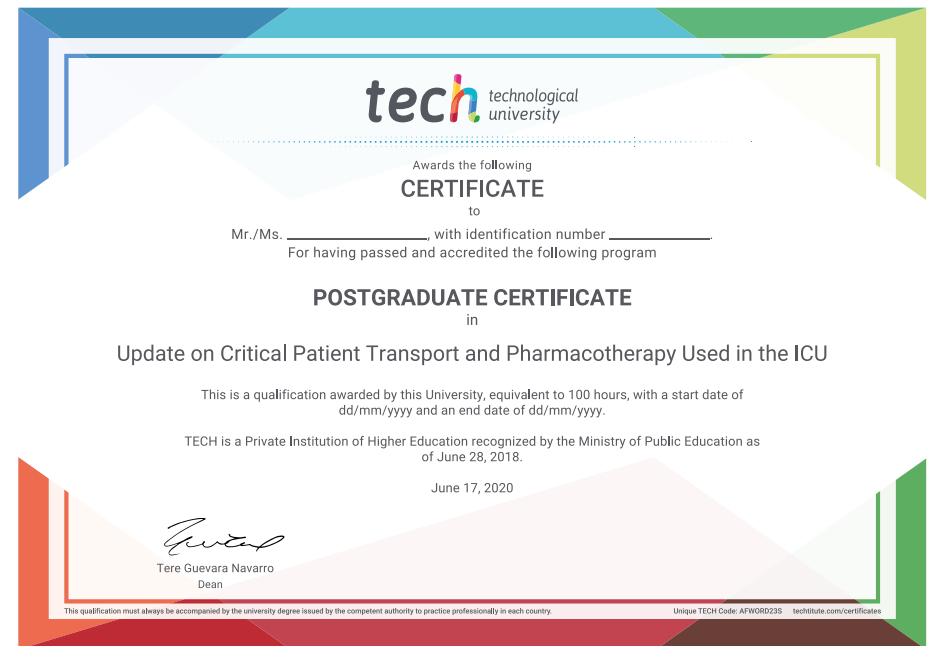 tech technological
university
Awards the following
CERTIFICATE
to
Mr./Ms. ____________________, with identification number ______________.
For having passed and accredited the following program
POSTGRADUATE CERTIFICATE
in
Update on Critical Patient Transport and Pharmacotherapy Used in the ICU
This is a qualification awarded by this University, equivalent to 100 hours, with a start date of
dd/mm/yyyy and an end date of dd/mm/yyyy.
TECH is a Private Institution of Higher Education recognized by the Ministry of Public Education as
of June 28, 2018.
June 17, 2020
Tere Guevara Navarro
Dean
This qualification must always be accompanied by the university degree issued by the competent authority to practice professionally in each country.
Unique TECH Code: AFWORD23S techtitute.com/certificates